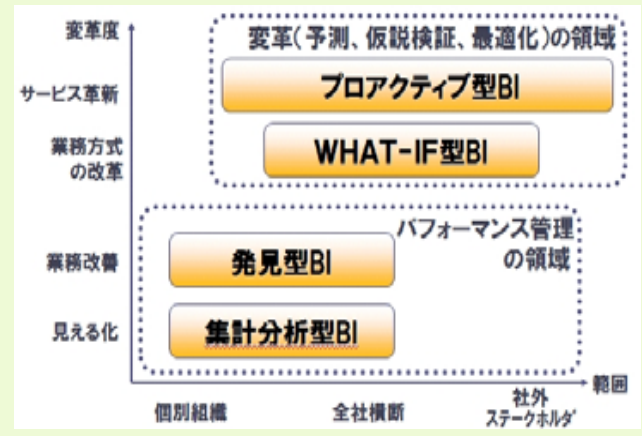 変革度
変革(予測、仮説検証、最適化)の領域
サービス革新
プロアクティブ型BI
業務方式
の改革
WHAT-IF型BI
パフォーマンス管理
の領域
業務改善
発見型BI
見える化
集計分析型BI
範囲
個別組織
全社横断
社外
ステークホルダ